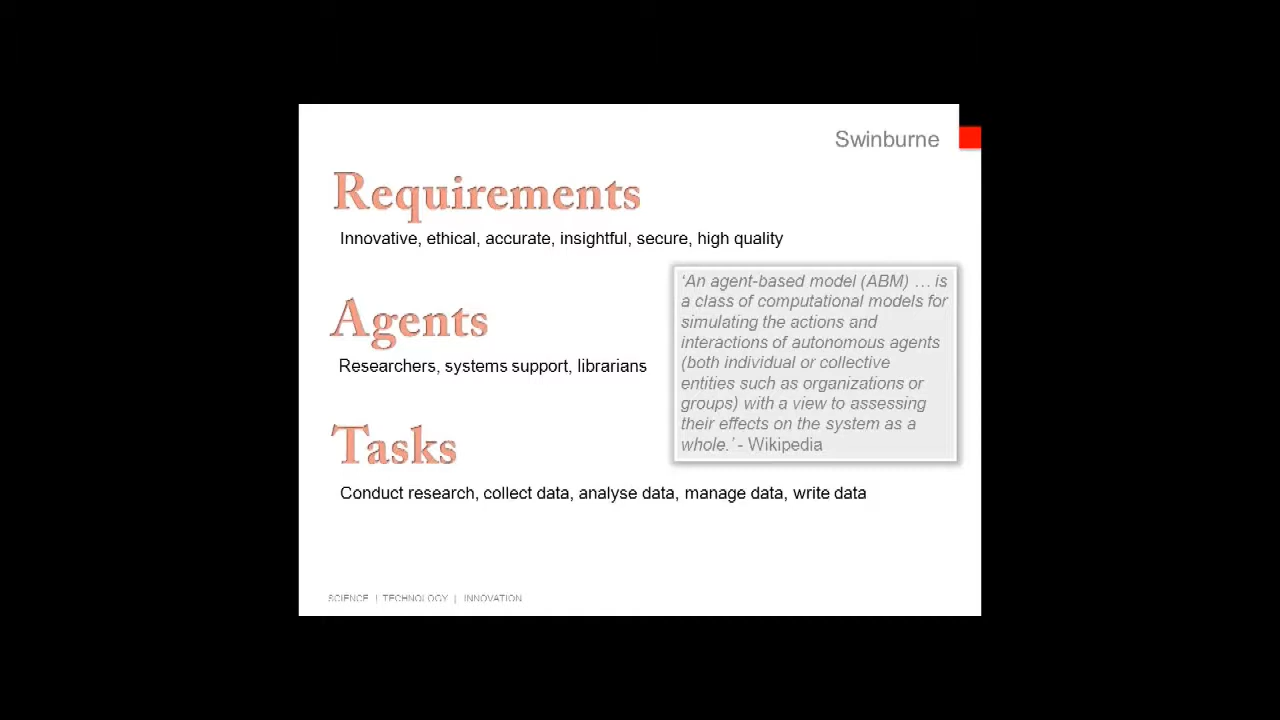 Swinburne
Requirements
Innovative, ethical, accurate, insightful, secure, high quality
Agents
Researchers, systems support, librarians
‘An agent-based model (ABM) … is
a class of computational models for
simulating the actions and
interactions of autonomous agents
(both individual or collective
entities such as organizations or
groups) with a view to assessing
their effects on the system as a
whole.’ - Wikipedia
Tasks
Conduct research, collect data, analyse data, manage data, write data
SCIENCE | TECHNOLOGY | INNOVATION